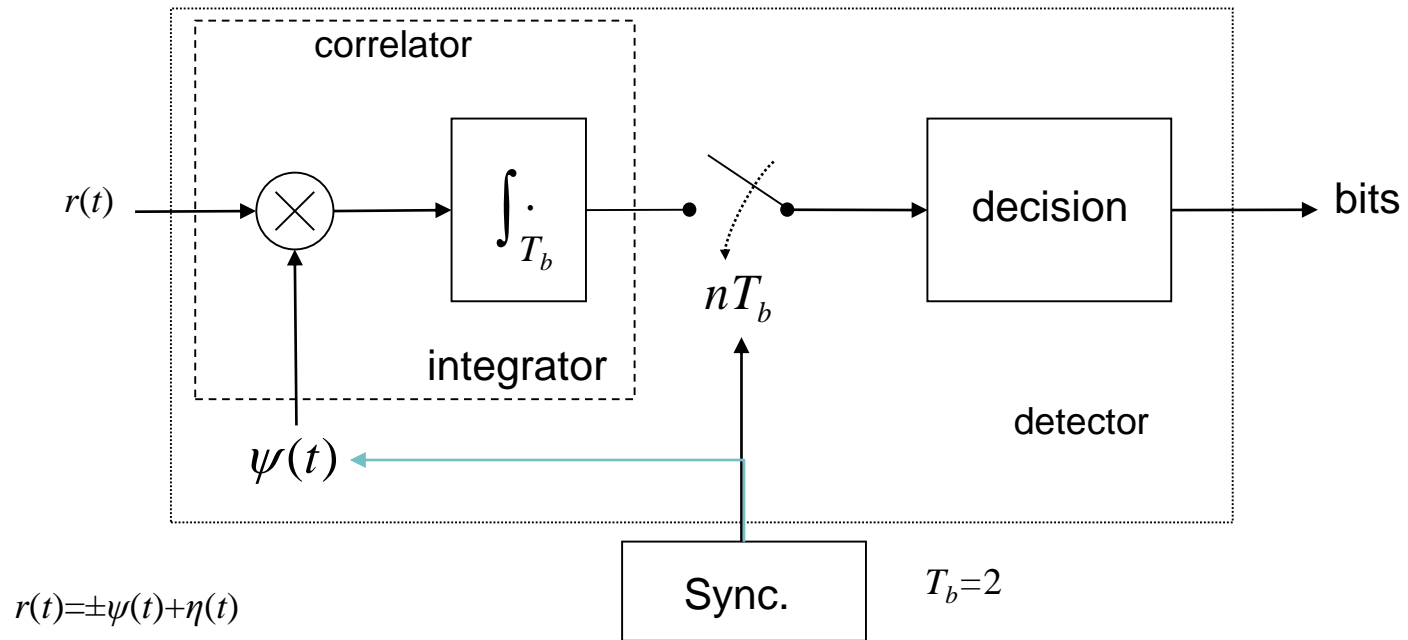 correlator
r(t)
∫ ·
T_b
decision
bits
nT_b
integrator
detector
ψ(t)
Sync.
T_b=2
r(t)=±ψ(t)+η(t)